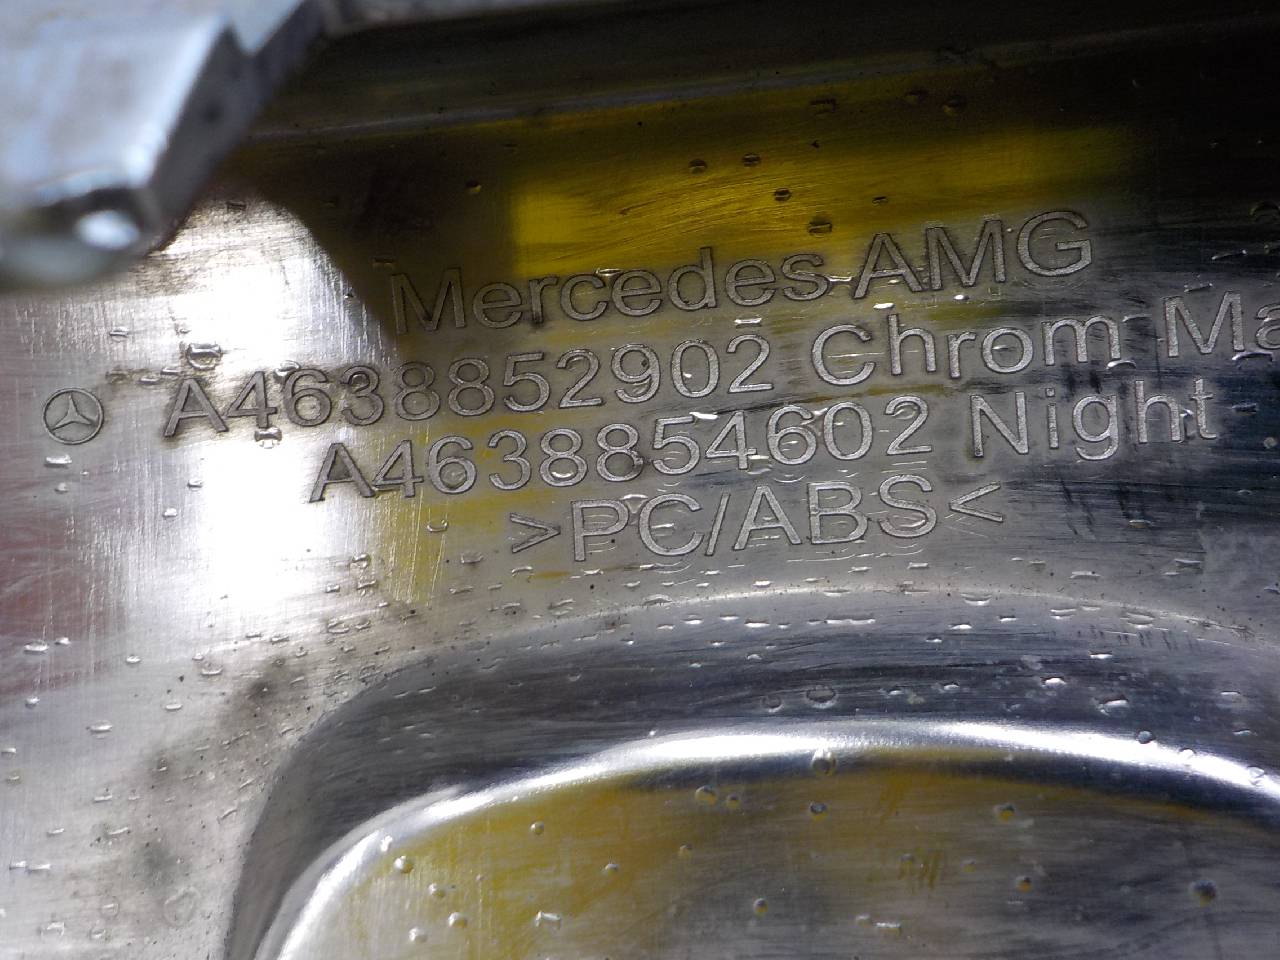 Mercedes AMG
A4638852902 Chrom
A4638854602 Night
>PC/ABS<